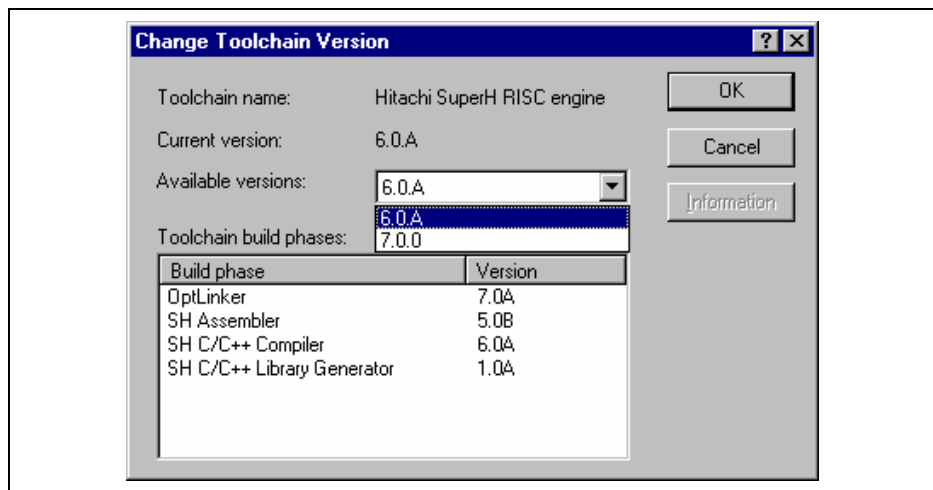 Change Toolchain Version
Toolchain name: Hitachi SuperH RISC engine
OK
Current version: 6.0.A
Cancel
Available versions: 6.0.A
Information
6.0.A
Toolchain build phases: 7.0.0
Build phase Version
OptLinker 7.0A
SH Assembler 5.0B
SH C/C++ Compiler 6.0A
SH C/C++ Library Generator 1.0A